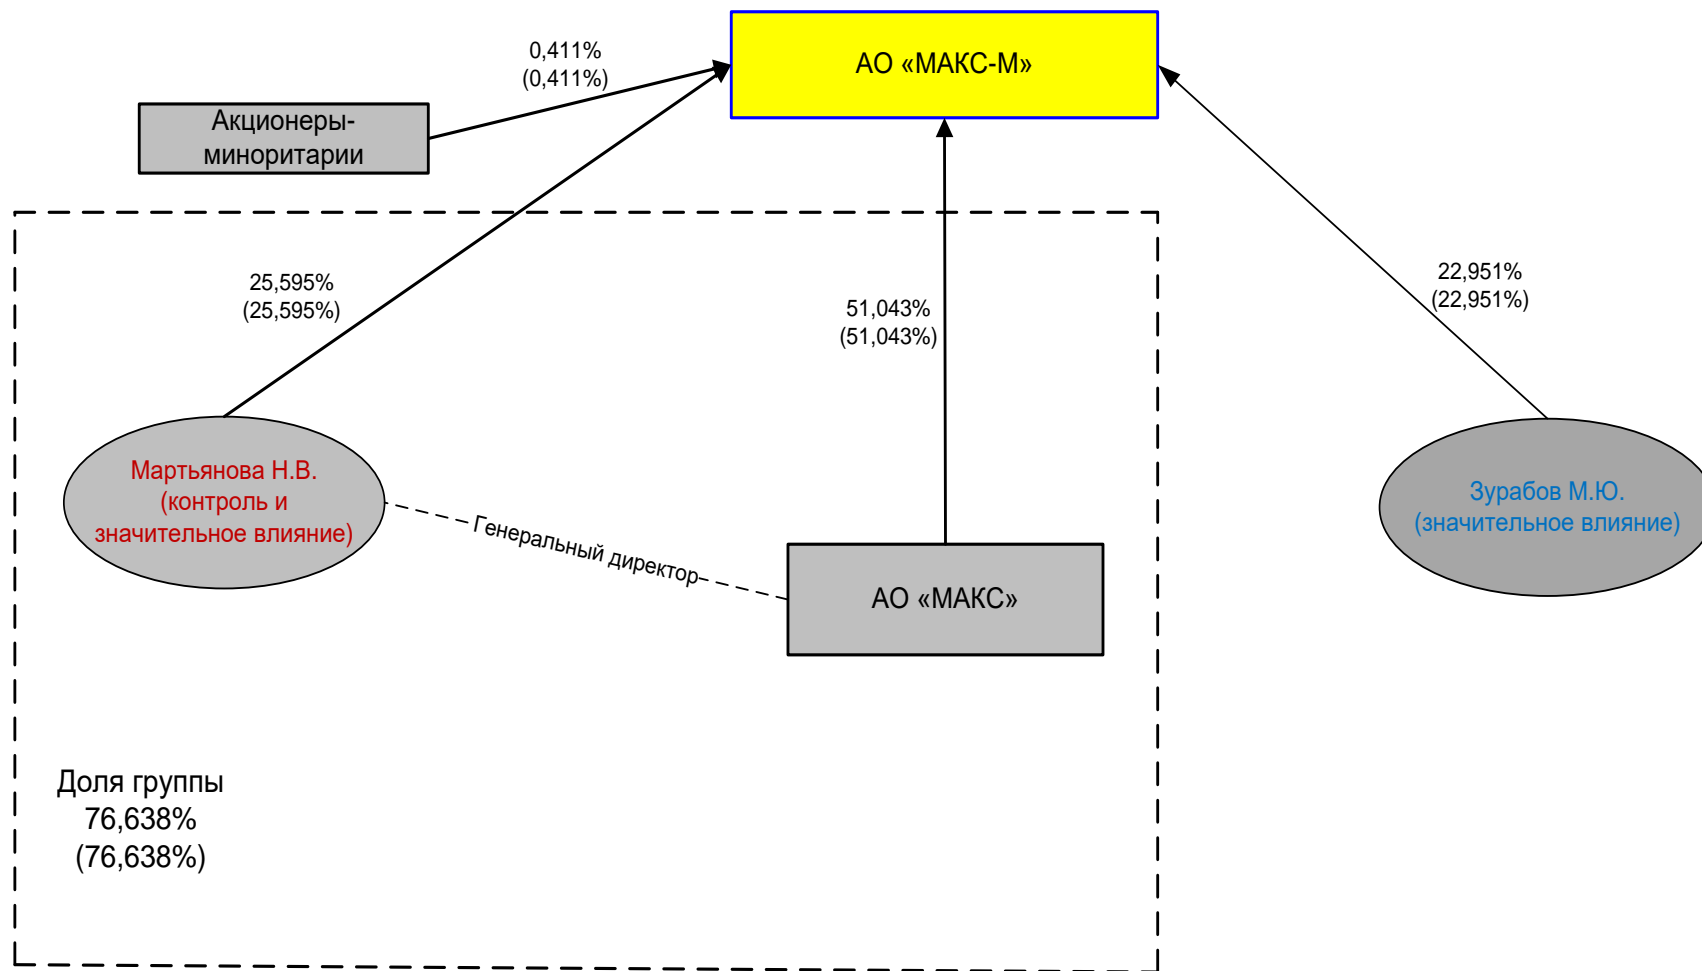 0,411%
(0,411%)
АО «МАКС-М»
Акционеры-
миноритарии
25,595%
(25,595%)
51,043%
(51,043%)
22,951%
(22,951%)
Мартьянова Н.В.
(контроль и
значительное влияние)
Генеральный директор
АО «МАКС»
Зурабов М.Ю.
(значительное влияние)
Доля группы
76,638%
(76,638%)